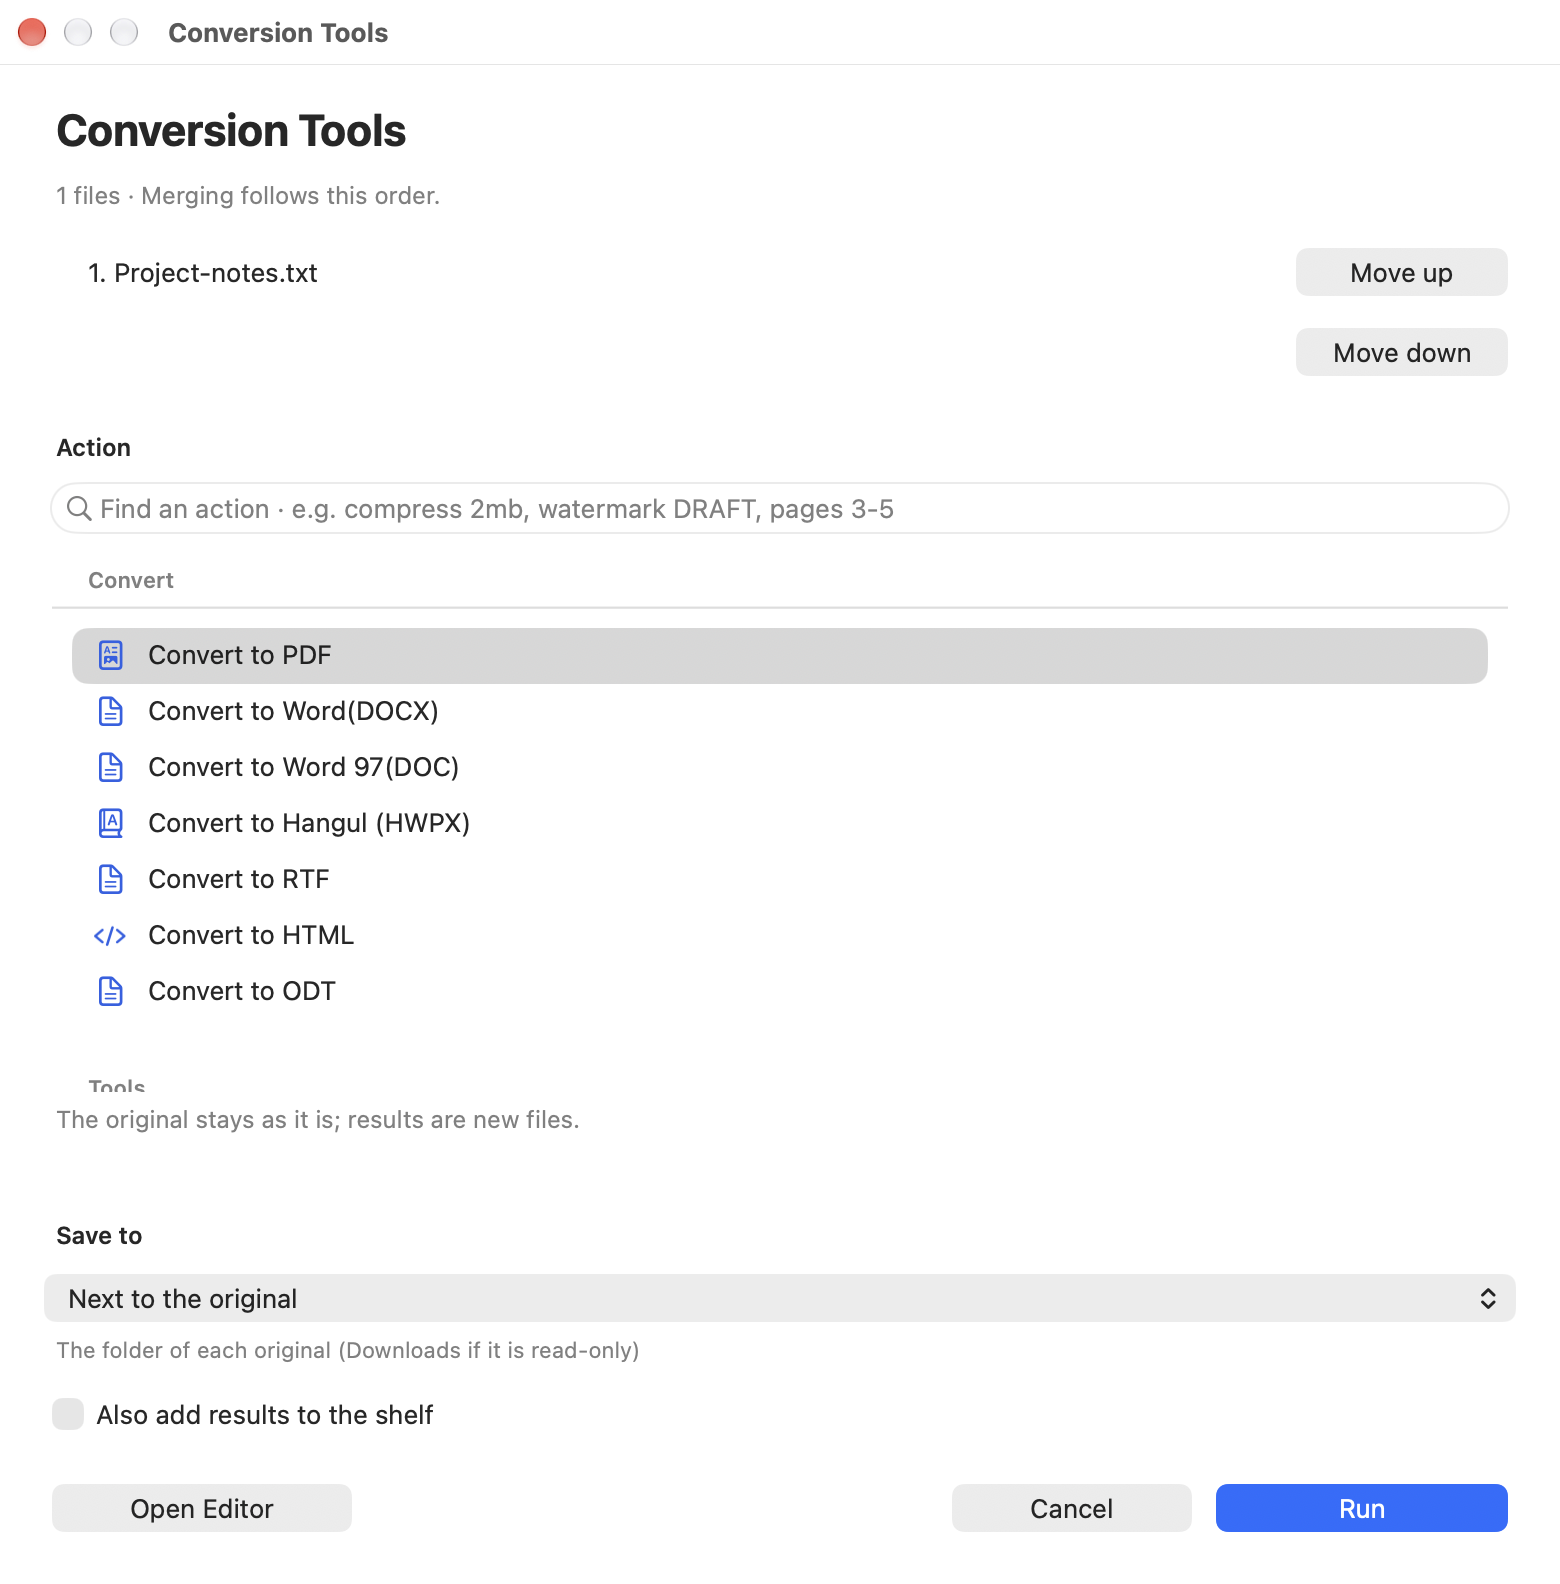 Conversion Tools
Conversion Tools
1 files · Merging follows this order.
1. Project-notes.txt
Move up
Move down
Action
Find an action · e.g. compress 2mb, watermark DRAFT, pages 3-5
Convert
Convert to PDF
Convert to Word(DOCX)
Convert to Word 97(DOC)
Convert to Hangul (HWPX)
Convert to RTF
Convert to HTML
Convert to ODT
Tools
The original stays as it is; results are new files.
Save to
Next to the original
The folder of each original (Downloads if it is read-only)
Also add results to the shelf
Open Editor
Cancel
Run